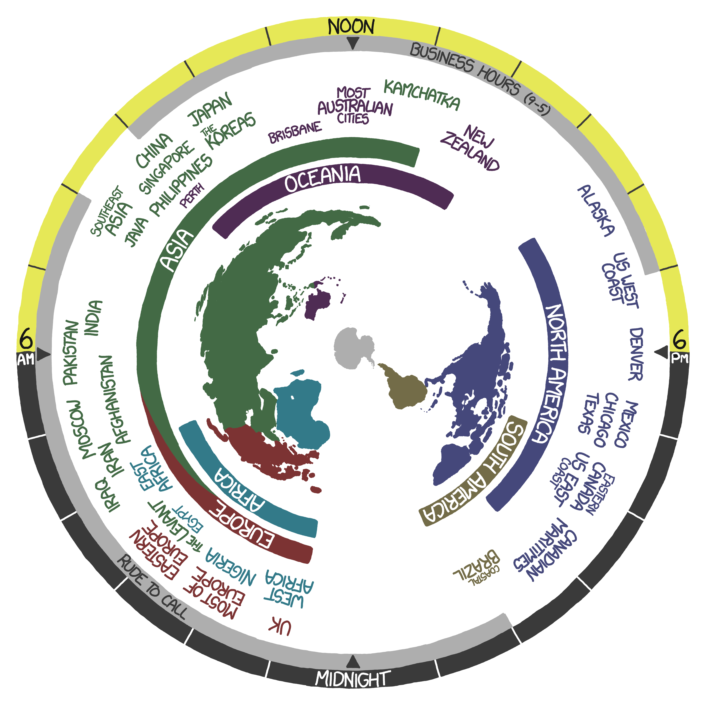 NOON
BUSINESS HOURS (9-5)
KAMCHATKA
MOST
AUSTRALIAN
CITIES
JAPAN
THE
KOREAS
BRISBANE
NEW
ZEALAND
CHINA
SINGAPORE
PHILIPPINES
PERTH
SOUTHEAST
ASIA
JAVA
OCEANIA
ASIA
ALASKA
US WEST
COAST
INDIA
PAKISTAN
6
AM
6
PM
DENVER
NORTH AMERICA
MOSCOW
AFGHANISTAN
IRAN
IRAQ
MEXICO
CHICAGO
TEXAS
EASTERN
CANADA
US EAST
COAST
SOUTH AMERICA
CANADIAN
MARITIMES
COASTAL
BRAZIL
EAST
AFRICA
AFRICA
EUROPE
EGYPT
THE LEVANT
EASTERN
EUROPE
NIGERIA
MOST OF
EUROPE
WEST
AFRICA
UK
RUDE TO CALL
MIDNIGHT